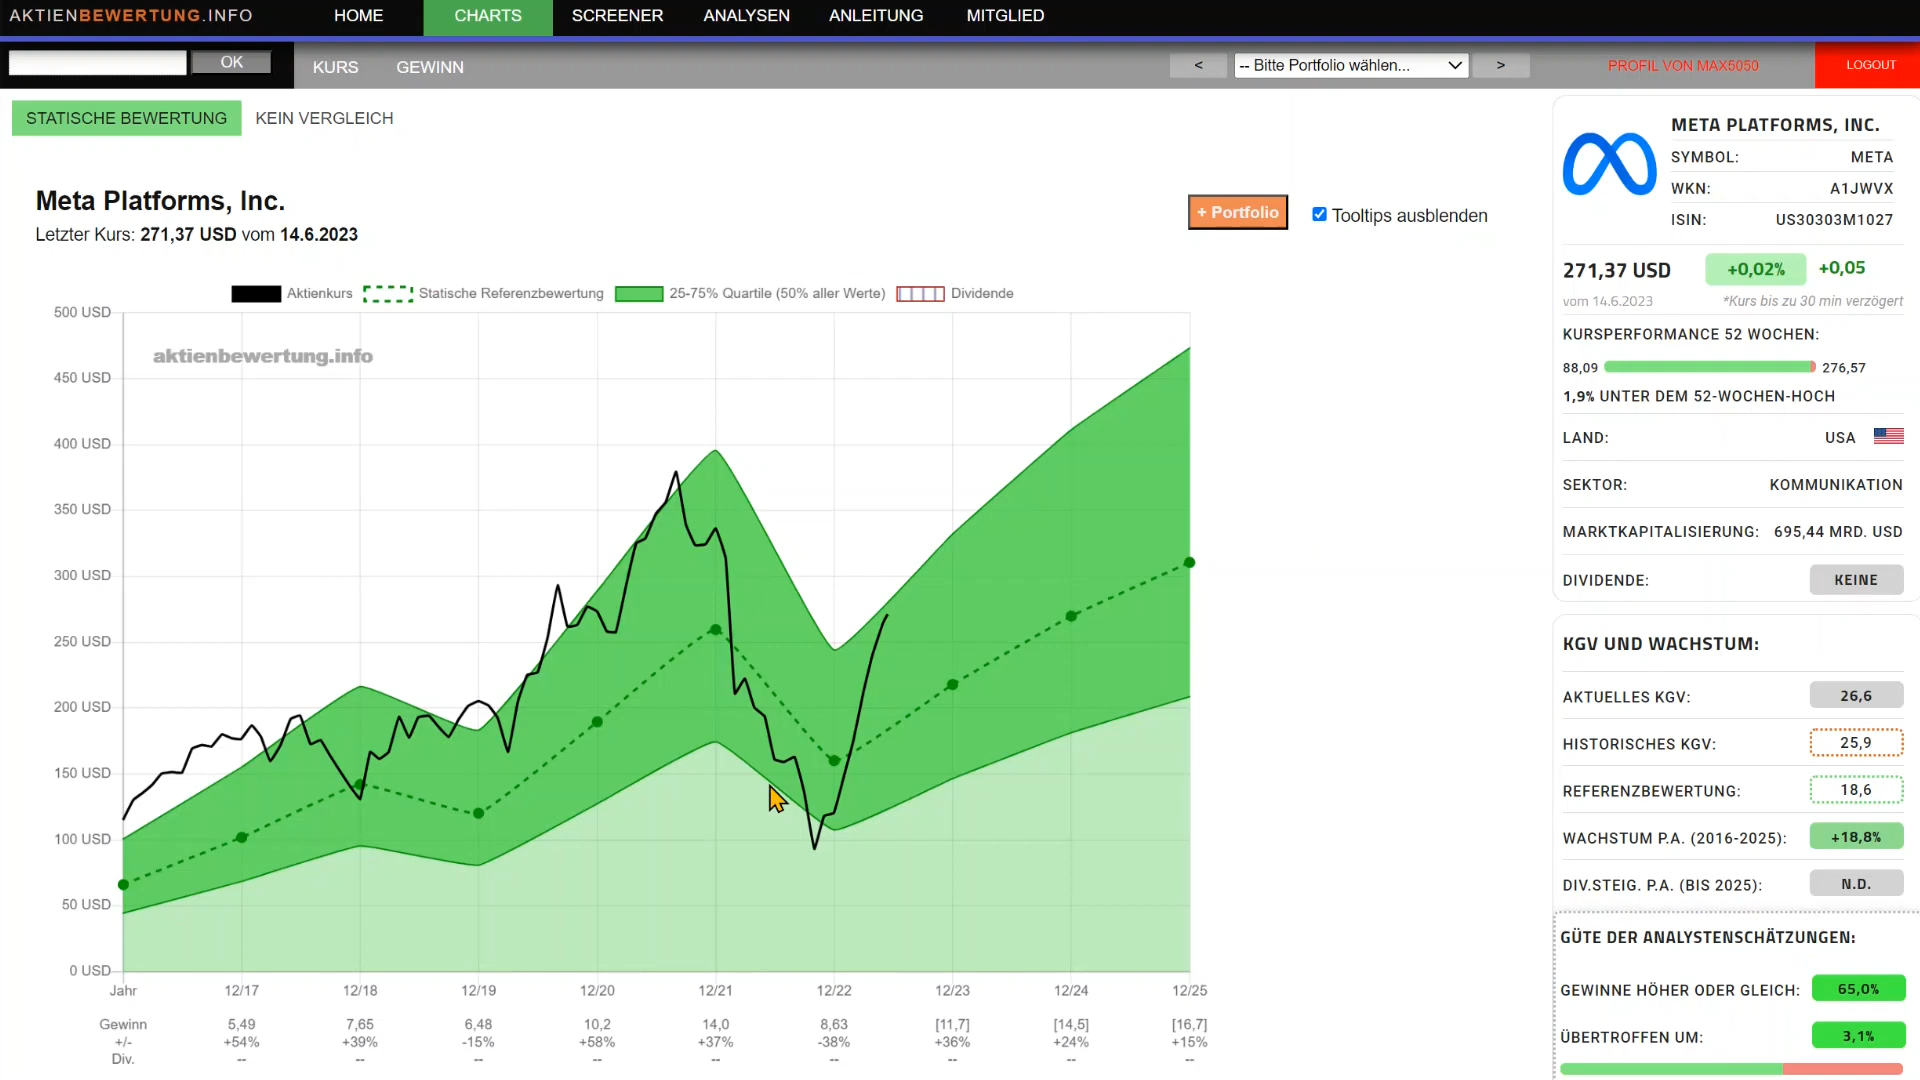 AKTIENBEWERTUNG.INFO HOME CHARTS SCREENER ANALYSEN ANLEITUNG MITGLIED
OK KURS GEWINN < -- Bitte Portfolio wählen... > PROFIL VON MAX5050 LOGOUT
STATISCHE BEWERTUNG KEIN VERGLEICH
Meta Platforms, Inc.
Letzter Kurs: 271,37 USD vom 14.6.2023
+ Portfolio Tooltips ausblenden
Aktienkurs Statische Referenzbewertung 25-75% Quartile (50% aller Werte) Dividende
aktienbewertung.info
500 USD
450 USD
400 USD
350 USD
300 USD
250 USD
200 USD
150 USD
100 USD
50 USD
0 USD
Jahr 12/17 12/18 12/19 12/20 12/21 12/22 12/23 12/24 12/25
Gewinn 5,49 7,65 6,48 10,2 14,0 8,63 [11,7] [14,5] [16,7]
+/- +54% +39% -15% +58% +37% -38% +36% +24% +15%
Div. -- -- -- -- -- -- -- -- --
META PLATFORMS, INC.
SYMBOL: META
WKN: A1JWVX
ISIN: US30303M1027
271,37 USD +0,02% +0,05
vom 14.6.2023 *Kurs bis zu 30 min verzögert
KURSPERFORMANCE 52 WOCHEN:
88,09 276,57
1,9% UNTER DEM 52-WOCHEN-HOCH
LAND: USA
SEKTOR: KOMMUNIKATION
MARKTKAPITALISIERUNG: 695,44 MRD. USD
DIVIDENDE: KEINE
KGV UND WACHSTUM:
AKTUELLES KGV: 26,6
HISTORISCHES KGV: 25,9
REFERENZBEWERTUNG: 18,6
WACHSTUM P.A. (2016-2025): +18,8%
DIV.STEIG. P.A. (BIS 2025): N.D.
GÜTE DER ANALYSTENSCHÄTZUNGEN:
GEWINNE HÖHER ODER GLEICH: 65,0%
ÜBERTROFFEN UM: 3,1%